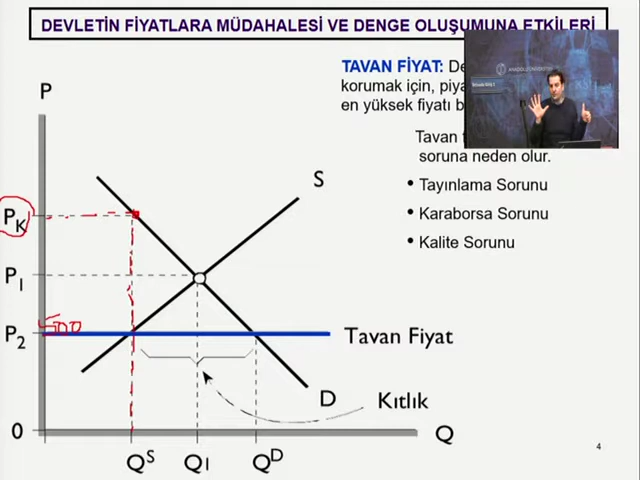 DEVLETİN FİYATLARA MÜDAHALESİ VE DENGE OLUŞUMUNA ETKİLERİ
TAVAN FİYAT:
korumak için,
en yüksek fiyatı
Tavan
soruna neden olur.
• Tayınlama Sorunu
• Karaborsa Sorunu
• Kalite Sorunu
P
S
PK
P1
500
P2
Tavan Fiyat
D
Kıtlık
0
Q
QS Q1 QD
4